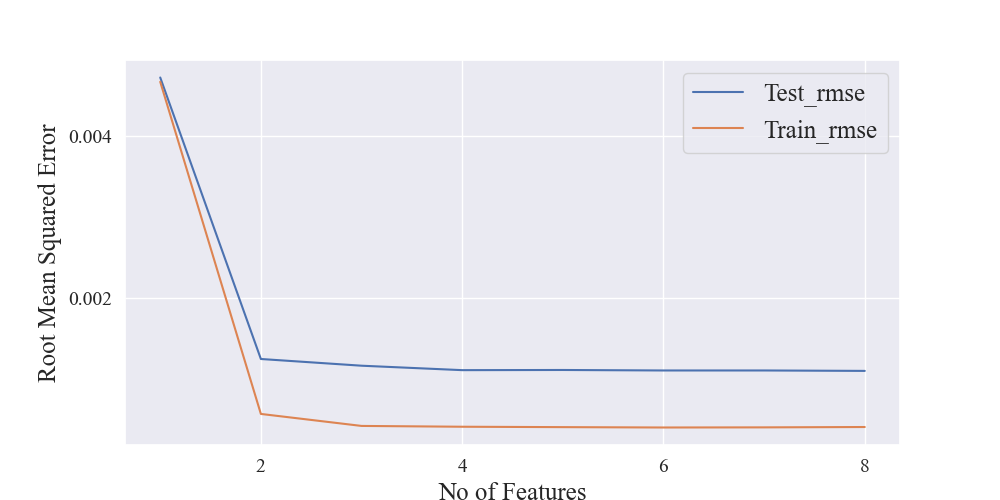 Test_rmse
Train_rmse
0.004
0.002
Root Mean Squared Error
2
4
6
8
No of Features